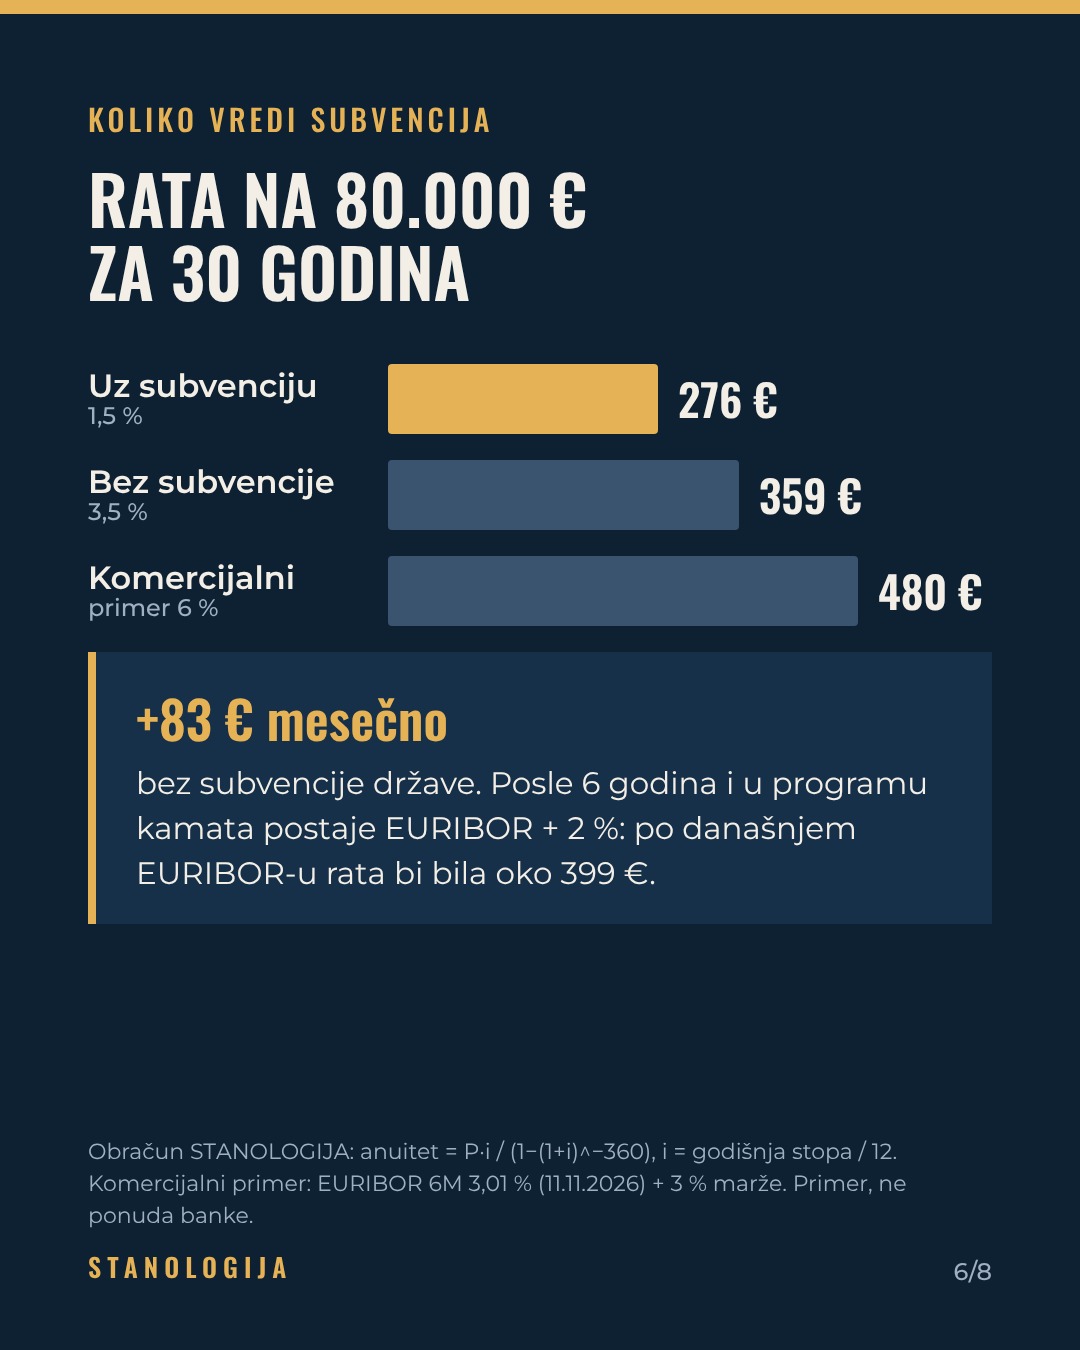 KOLIKO VREDI SUBVENCIJA
RATA NA 80.000 €
ZA 30 GODINA
Uz subvenciju
1,5 %
276 €
Bez subvencije
3,5 %
359 €
Komercijalni
primer 6 %
480 €
+83 € mesečno
bez subvencije države. Posle 6 godina i u programu
kamata postaje EURIBOR + 2 %: po današnjem
EURIBOR-u rata bi bila oko 399 €.
Obračun STANOLOGIJA: anuitet = P·i / (1−(1+i)^−360), i = godišnja stopa / 12.
Komercijalni primer: EURIBOR 6M 3,01 % (11.11.2026) + 3 % marže. Primer, ne
ponuda banke.
STANOLOGIJA
6/8